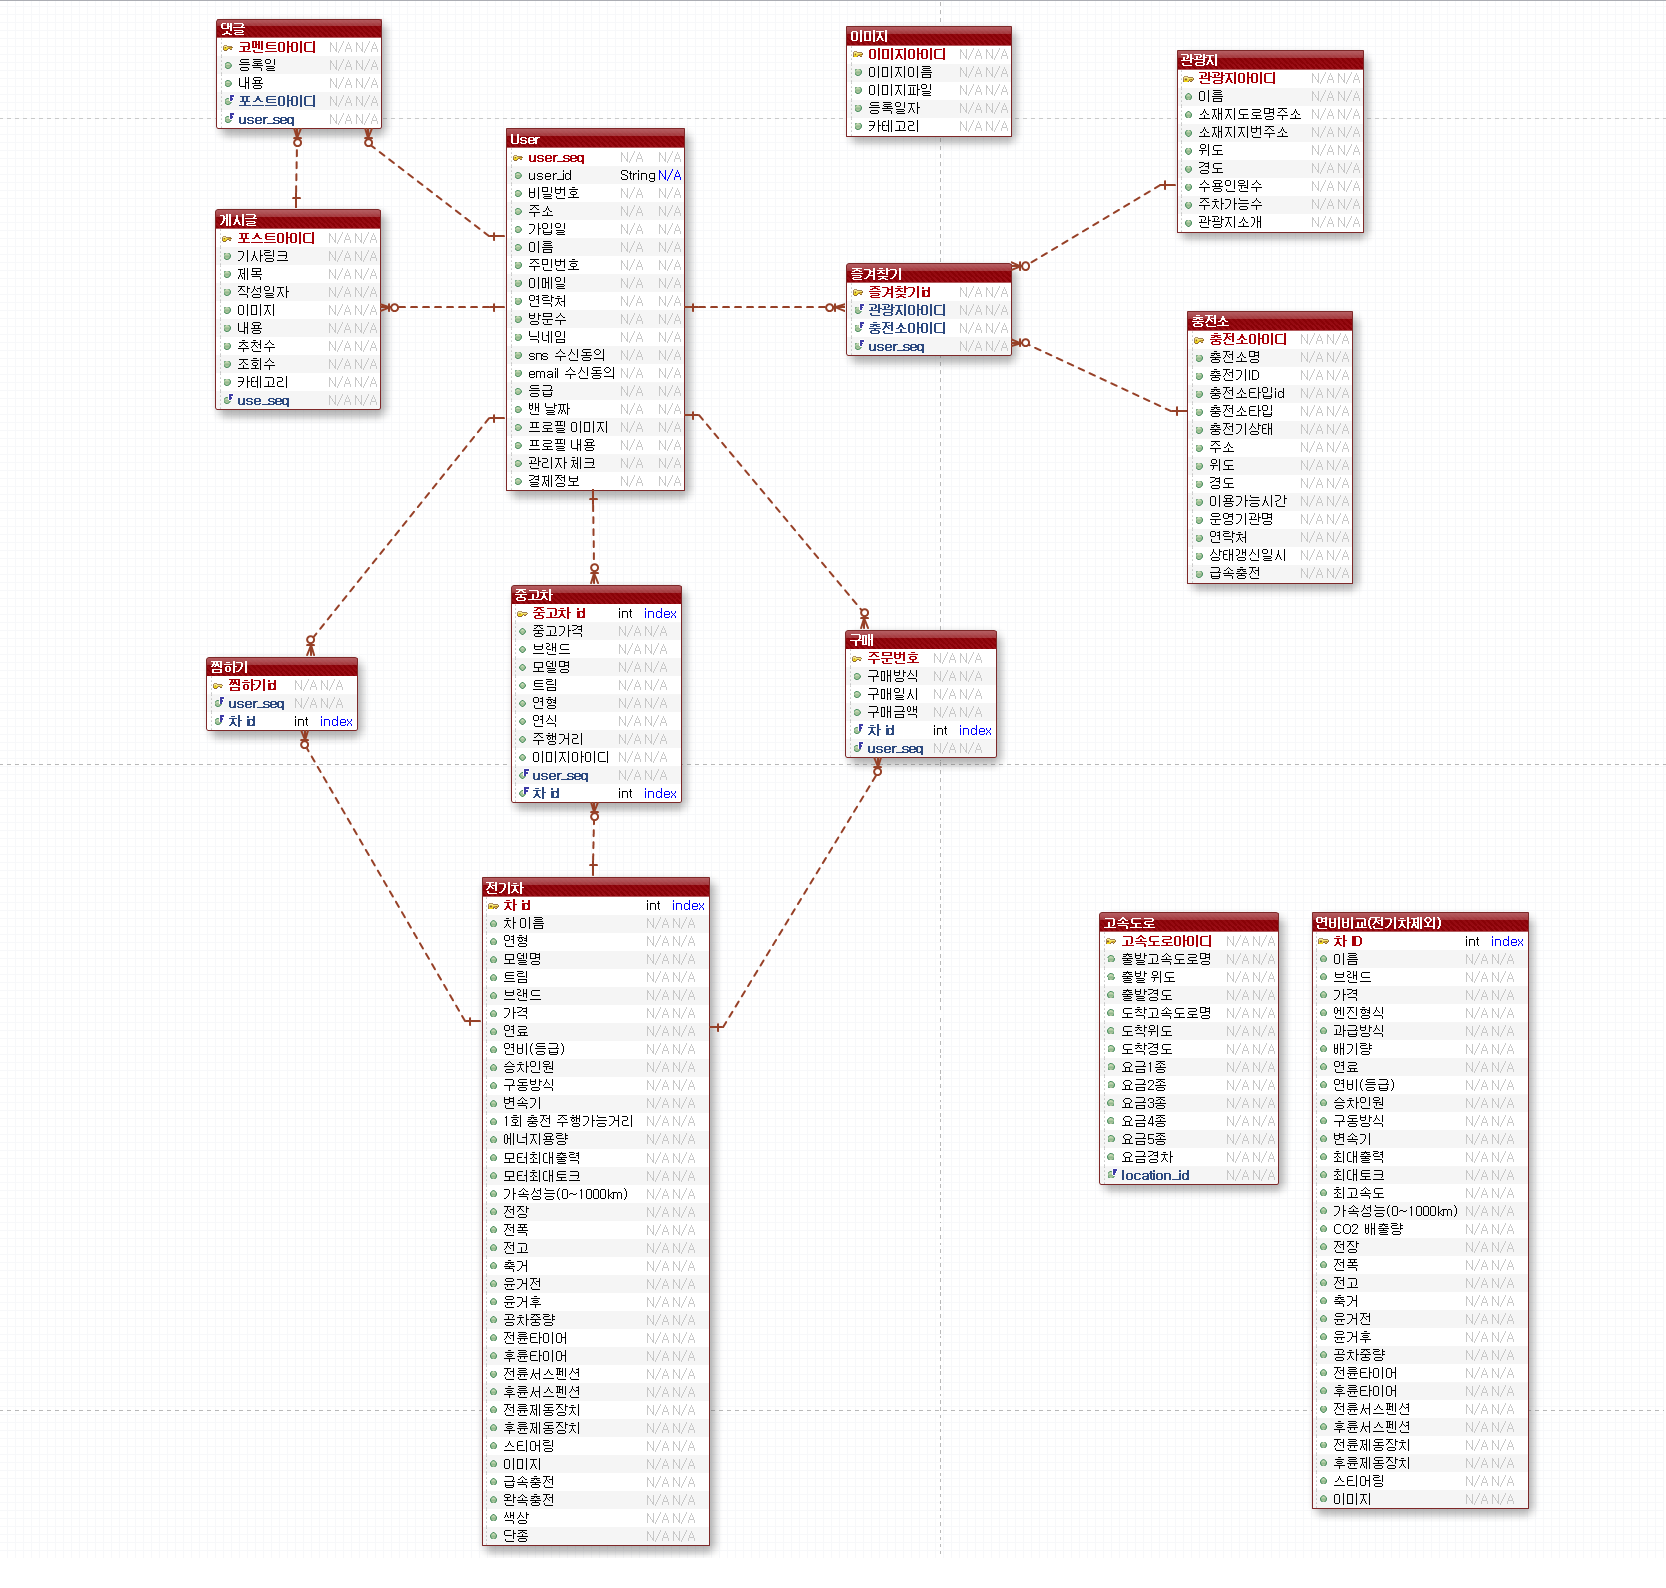 댓글
코멘트아이디 N/A N/A
등록일 N/A N/A
내용 N/A N/A
포스트아이디 N/A N/A
user_seq N/A N/A
게시글
포스트아이디 N/A N/A
기사링크 N/A N/A
제목 N/A N/A
작성일자 N/A N/A
이미지 N/A N/A
내용 N/A N/A
추천수 N/A N/A
조회수 N/A N/A
카테고리 N/A N/A
use_seq N/A N/A
User
user_seq N/A N/A
user_id String N/A
비밀번호 N/A N/A
주소 N/A N/A
가입일 N/A N/A
이름 N/A N/A
주민번호 N/A N/A
이메일 N/A N/A
연락처 N/A N/A
방문수 N/A N/A
닉네임 N/A N/A
sns 수신동의 N/A N/A
email 수신동의 N/A N/A
등급 N/A N/A
밴 날짜 N/A N/A
프로필 이미지 N/A N/A
프로필 내용 N/A N/A
관리자 체크 N/A N/A
결제정보 N/A N/A
이미지
이미지아이디 N/A N/A
이미지이름 N/A N/A
이미지파일 N/A N/A
등록일자 N/A N/A
카테고리 N/A N/A
관광지
관광지아이디 N/A N/A
이름 N/A N/A
소재지도로명주소 N/A N/A
소재지지번주소 N/A N/A
위도 N/A N/A
경도 N/A N/A
수용인원수 N/A N/A
주차가능수 N/A N/A
관광지소개 N/A N/A
즐겨찾기
즐겨찾기id N/A N/A
관광지아이디 N/A N/A
충전소아이디 N/A N/A
user_seq N/A N/A
충전소
충전소아이디 N/A N/A
충전소명 N/A N/A
충전기ID N/A N/A
충전소타입id N/A N/A
충전소타입 N/A N/A
충전기상태 N/A N/A
주소 N/A N/A
위도 N/A N/A
경도 N/A N/A
이용가능시간 N/A N/A
운영기관명 N/A N/A
연락처 N/A N/A
상태갱신일시 N/A N/A
급속충전 N/A N/A
찜하기
찜하기id N/A N/A
user_seq N/A N/A
차 id int index
중고차
중고차 id int index
중고가격 N/A N/A
브랜드 N/A N/A
모델명 N/A N/A
트림 N/A N/A
연형 N/A N/A
연식 N/A N/A
주행거리 N/A N/A
이미지아이디 N/A N/A
user_seq N/A N/A
차 id int index
구매
주문번호 N/A N/A
구매방식 N/A N/A
구매일시 N/A N/A
구매금액 N/A N/A
차 id int index
user_seq N/A N/A
전기차
차 id int index
차 이름 N/A N/A
연형 N/A N/A
모델명 N/A N/A
트림 N/A N/A
브랜드 N/A N/A
가격 N/A N/A
연료 N/A N/A
연비(등급) N/A N/A
승차인원 N/A N/A
구동방식 N/A N/A
변속기 N/A N/A
1회 충전 주행가능거리 N/A N/A
에너지용량 N/A N/A
모터최대출력 N/A N/A
모터최대토크 N/A N/A
가속성능(0~1000km) N/A N/A
전장 N/A N/A
전폭 N/A N/A
전고 N/A N/A
축거 N/A N/A
윤거전 N/A N/A
윤거후 N/A N/A
공차중량 N/A N/A
전륜타이어 N/A N/A
후륜타이어 N/A N/A
전륜서스펜션 N/A N/A
후륜서스펜션 N/A N/A
전륜제동장치 N/A N/A
후륜제동장치 N/A N/A
스티어링 N/A N/A
이미지 N/A N/A
급속충전 N/A N/A
완속충전 N/A N/A
색상 N/A N/A
단종 N/A N/A
고속도로
고속도로아이디 N/A N/A
출발고속도로명 N/A N/A
출발 위도 N/A N/A
출발경도 N/A N/A
도착고속도로명 N/A N/A
도착위도 N/A N/A
도착경도 N/A N/A
요금1종 N/A N/A
요금2종 N/A N/A
요금3종 N/A N/A
요금4종 N/A N/A
요금5종 N/A N/A
요금경차 N/A N/A
location_id N/A N/A
연비비교(전기차제외)
차 ID int index
이름 N/A N/A
브랜드 N/A N/A
가격 N/A N/A
엔진형식 N/A N/A
과급방식 N/A N/A
배기량 N/A N/A
연료 N/A N/A
연비(등급) N/A N/A
승차인원 N/A N/A
구동방식 N/A N/A
변속기 N/A N/A
최대출력 N/A N/A
최대토크 N/A N/A
최고속도 N/A N/A
가속성능(0~1000km) N/A N/A
CO2 배출량 N/A N/A
전장 N/A N/A
전폭 N/A N/A
전고 N/A N/A
축거 N/A N/A
윤거전 N/A N/A
윤거후 N/A N/A
공차중량 N/A N/A
전륜타이어 N/A N/A
후륜타이어 N/A N/A
전륜서스펜션 N/A N/A
후륜서스펜션 N/A N/A
전륜제동장치 N/A N/A
후륜제동장치 N/A N/A
스티어링 N/A N/A
이미지 N/A N/A